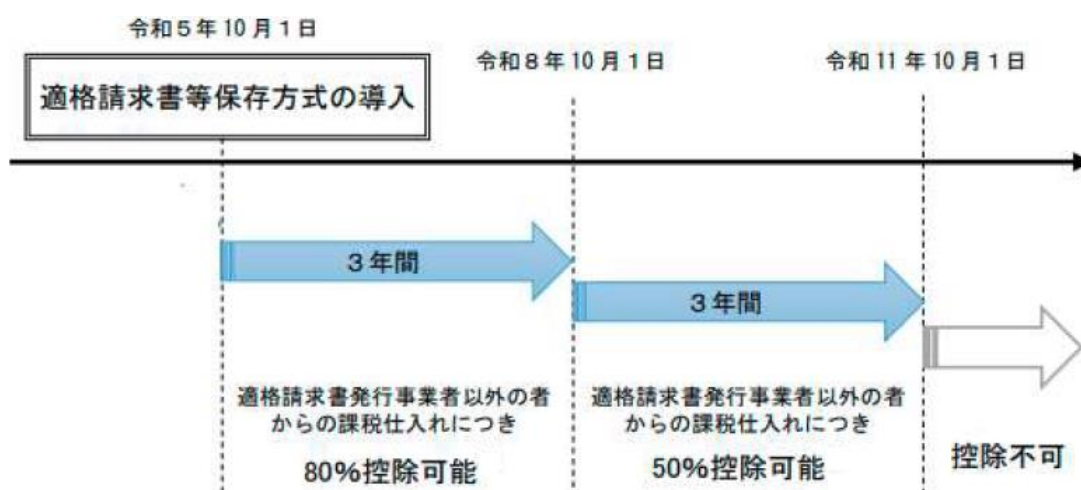 令和5年10月1日
令和8年10月1日
令和11年10月1日
適格請求書等保存方式の導入
3年間
3年間
適格請求書発行事業者以外の者
からの課税仕入れにつき
80%控除可能
適格請求書発行事業者以外の者
からの課税仕入れにつき
50%控除可能
控除不可